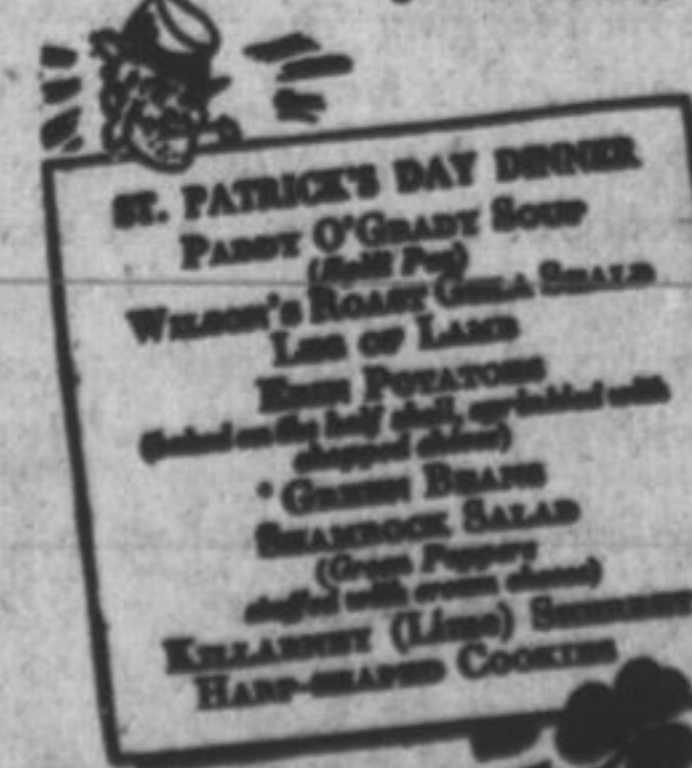 ST. PATRICK'S DAY DINNER
PADDY O'GRADY SOUP
(Split Pea)
WILSON'S ROAST
LEG OF LAMB
ERIN POTATOES
(baked on the half shell, sprinkled with
chopped chives)
* GREEN BEANS
SHAMROCK SALAD
(Green Peppers
stuffed with cream cheese)
KILLARNEY (Lime) SHERBET
HARP-SHAPED COOKIES